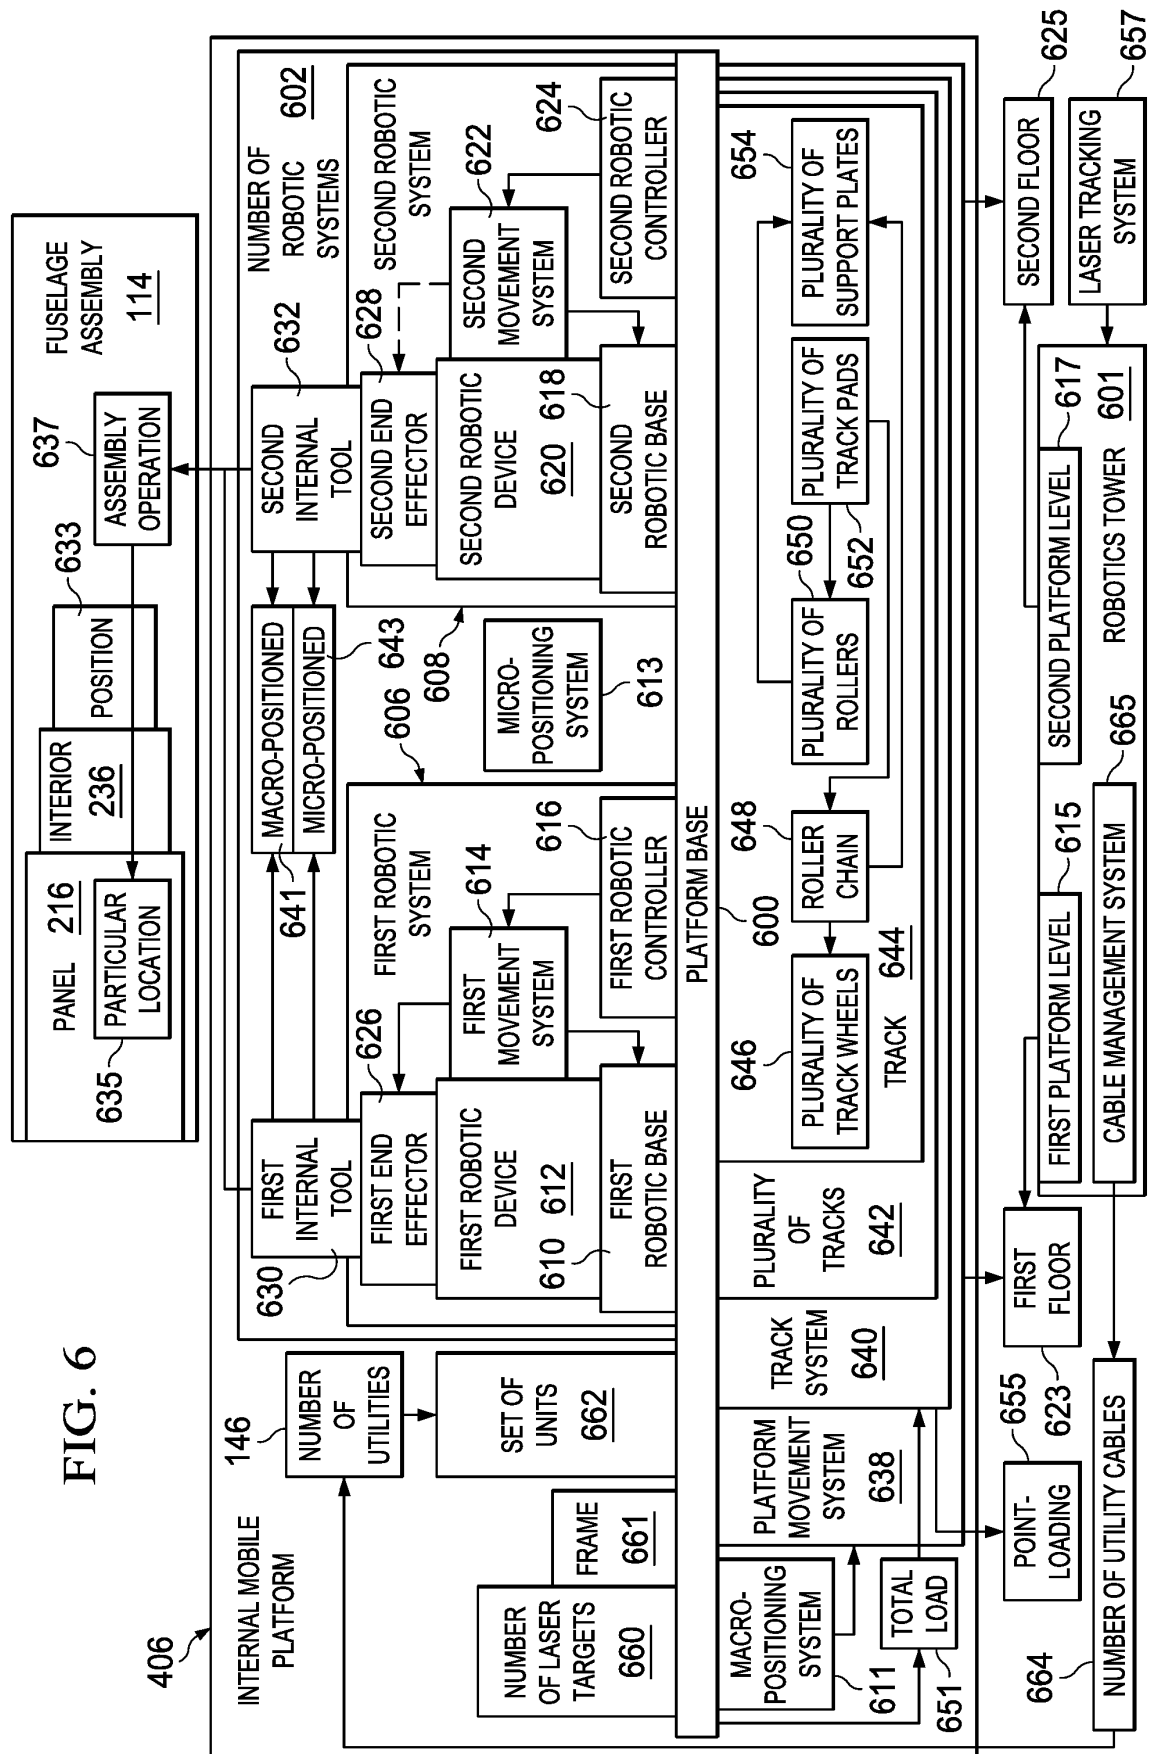 FIG. 6
406
INTERNAL MOBILE
PLATFORM
FUSELAGE
ASSEMBLY
114
PANEL
216
635
PARTICULAR
LOCATION
INTERIOR
236
POSITION
633
637
ASSEMBLY
OPERATION
NUMBER OF
ROBOTIC
SYSTEMS
602
146
NUMBER
OF
UTILITIES
SET OF
UNITS
662
FRAME
661
NUMBER
OF LASER
TARGETS
660
630
FIRST
INTERNAL
TOOL
641
MACRO-POSITIONED
MICRO-POSITIONED
643
SECOND
INTERNAL
TOOL
632
FIRST ROBOTIC
SYSTEM
606
FIRST END
EFFECTOR
626
FIRST ROBOTIC
DEVICE
612
FIRST
MOVEMENT
SYSTEM
614
610
FIRST
ROBOTIC BASE
FIRST ROBOTIC
CONTROLLER
616
MICRO-
POSITIONING
SYSTEM
613
608
SECOND ROBOTIC
SYSTEM
SECOND END
EFFECTOR
628
SECOND ROBOTIC
DEVICE
620
SECOND
MOVEMENT
SYSTEM
622
618
SECOND
ROBOTIC BASE
SECOND ROBOTIC
CONTROLLER
624
PLATFORM BASE
600
MACRO-
POSITIONING
SYSTEM
611
TOTAL
LOAD
651
PLATFORM
MOVEMENT
SYSTEM
638
TRACK
SYSTEM
640
PLURALITY
OF
TRACKS
642
TRACK
644
646
PLURALITY OF
TRACK WHEELS
648
ROLLER
CHAIN
PLURALITY OF
ROLLERS
650
PLURALITY OF
TRACK PADS
652
PLURALITY OF
SUPPORT PLATES
654
POINT-
LOADING
655
FIRST
FLOOR
623
SECOND FLOOR
625
LASER TRACKING
SYSTEM
657
FIRST PLATFORM LEVEL
615
SECOND PLATFORM LEVEL
617
ROBOTICS TOWER
601
CABLE MANAGEMENT SYSTEM
665
664
NUMBER OF UTILITY CABLES